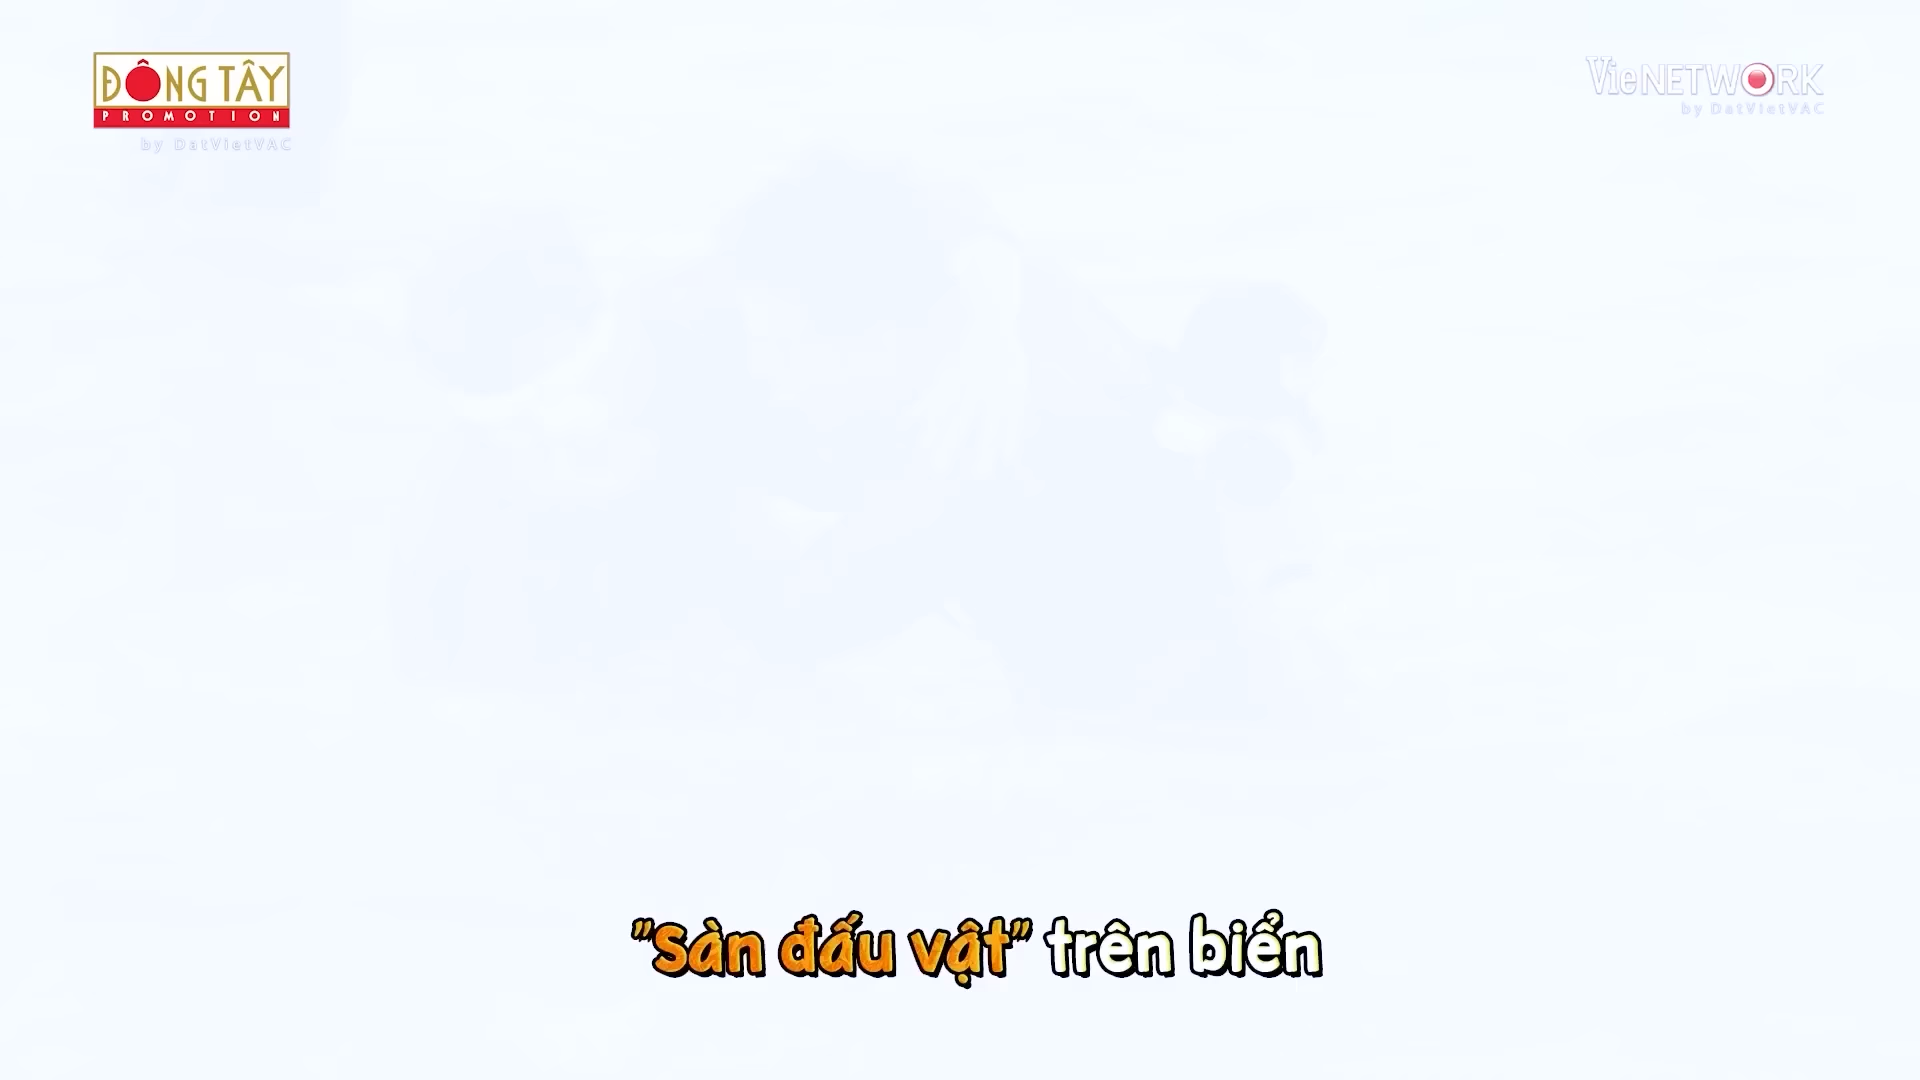 ĐÔNG TÂY
PROMOTION
by DatVietVAC
VieNETWORK
by DatVietVAC
"Sàn đấu vật" trên biển